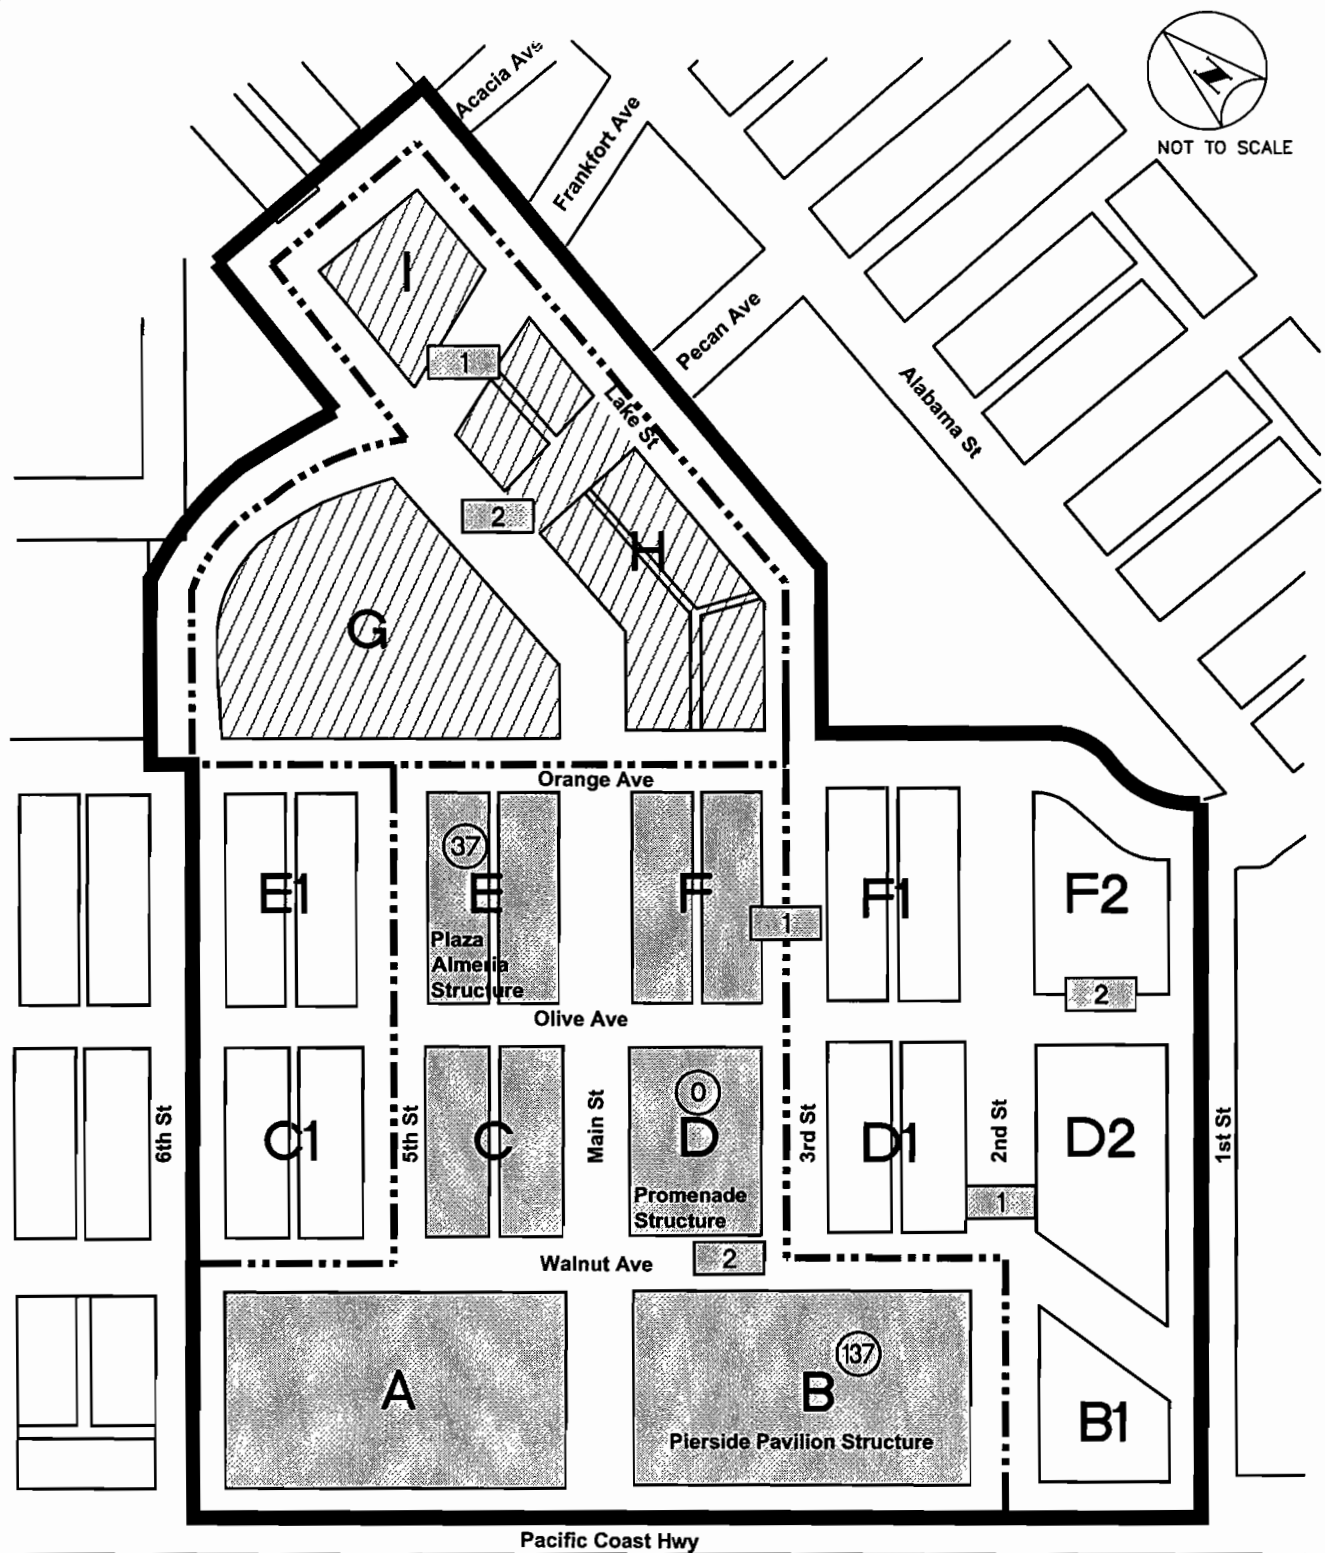 Acacia Ave
Frankfort Ave
N
NOT TO SCALE
I
1
Pecan Ave
Lake St
Alabama St
2
H
G
Orange Ave
37
E1
E
F
F1
F2
1
Plaza
Almeria
Structure
2
Olive Ave
0
6th St
C1
5th St
C
Main St
D
3rd St
D1
2nd St
D2
1st St
Promenade
Structure
1
Walnut Ave
2
137
A
B
B1
Pierside Pavilion Structure
Pacific Coast Hwy